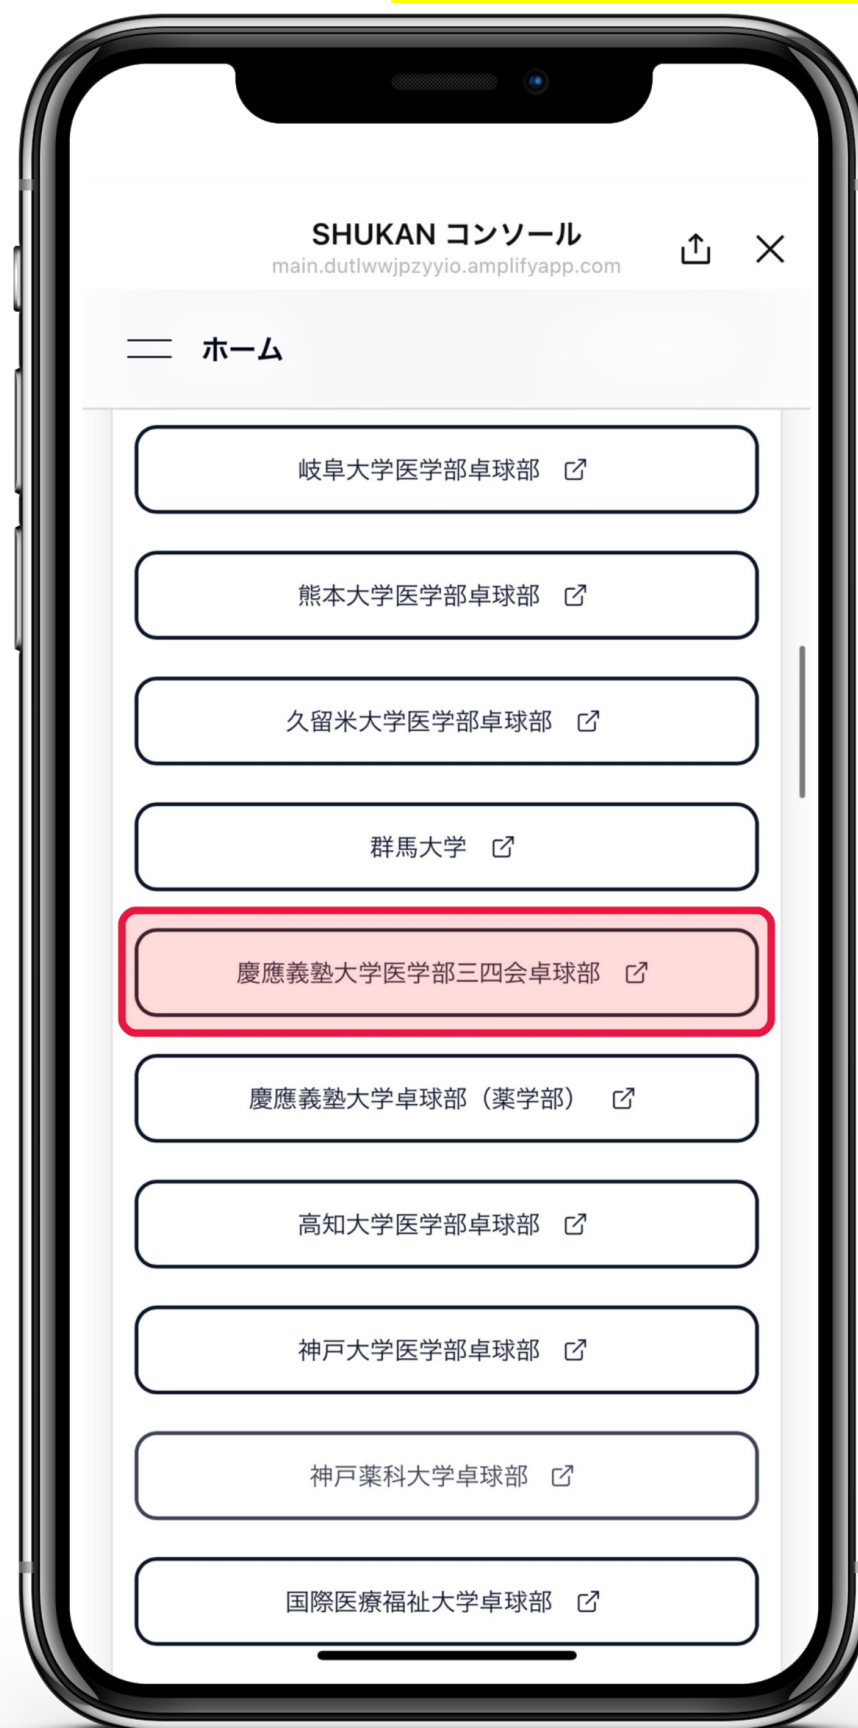 SHUKAN コンソール
main.dutlwwjpzyyio.amplifyapp.com
ホーム
岐阜大学医学部卓球部
熊本大学医学部卓球部
久留米大学医学部卓球部
群馬大学
慶應義塾大学医学部三四会卓球部
慶應義塾大学卓球部（薬学部）
高知大学医学部卓球部
神戸大学医学部卓球部
神戸薬科大学卓球部
国際医療福祉大学卓球部